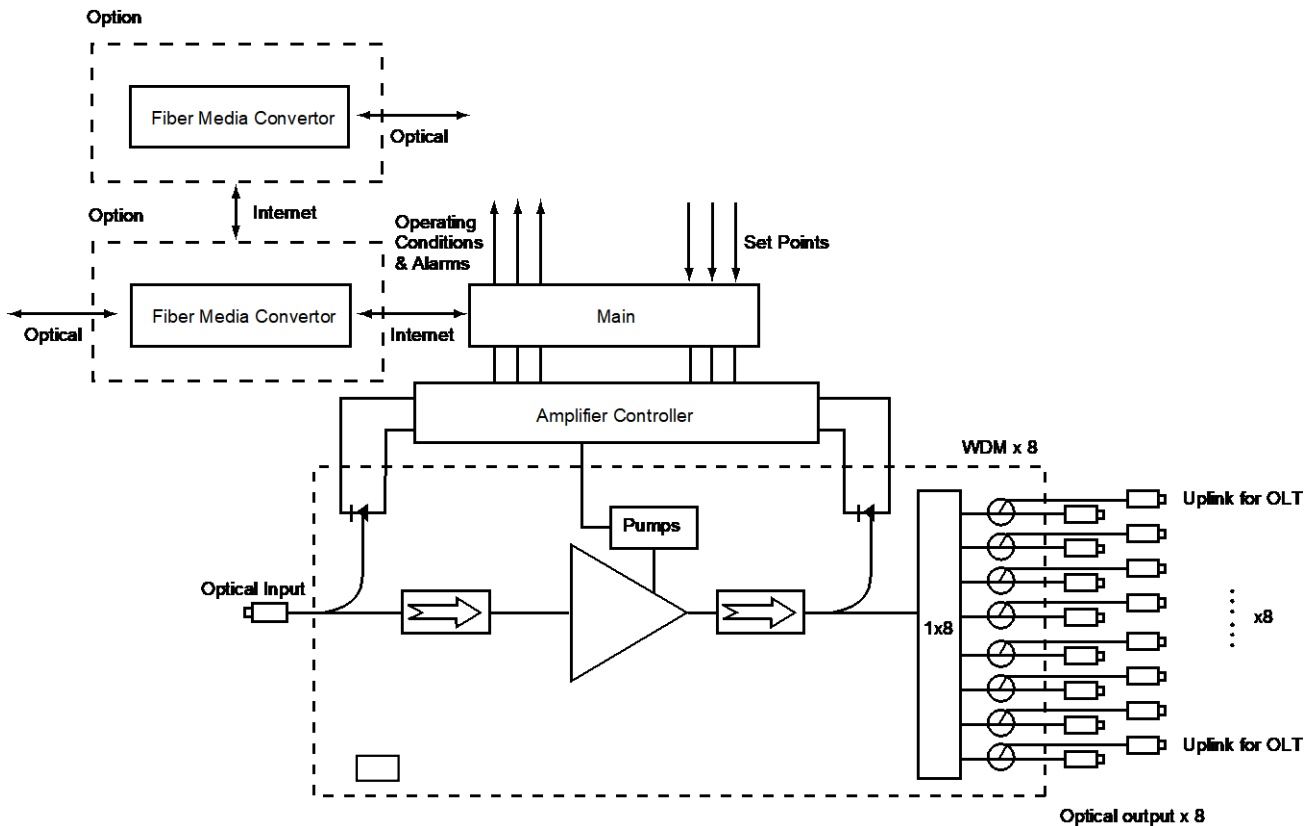 Option
Fiber Media Convertor
Optical
Internet
Option
Operating
Conditions
& Alarms
Set Points
Fiber Media Convertor
Main
Optical
Internet
Amplifier Controller
WDM x 8
Uplink for OLT
Pumps
Optical Input
1x8
x8
Uplink for OLT
Optical output x 8